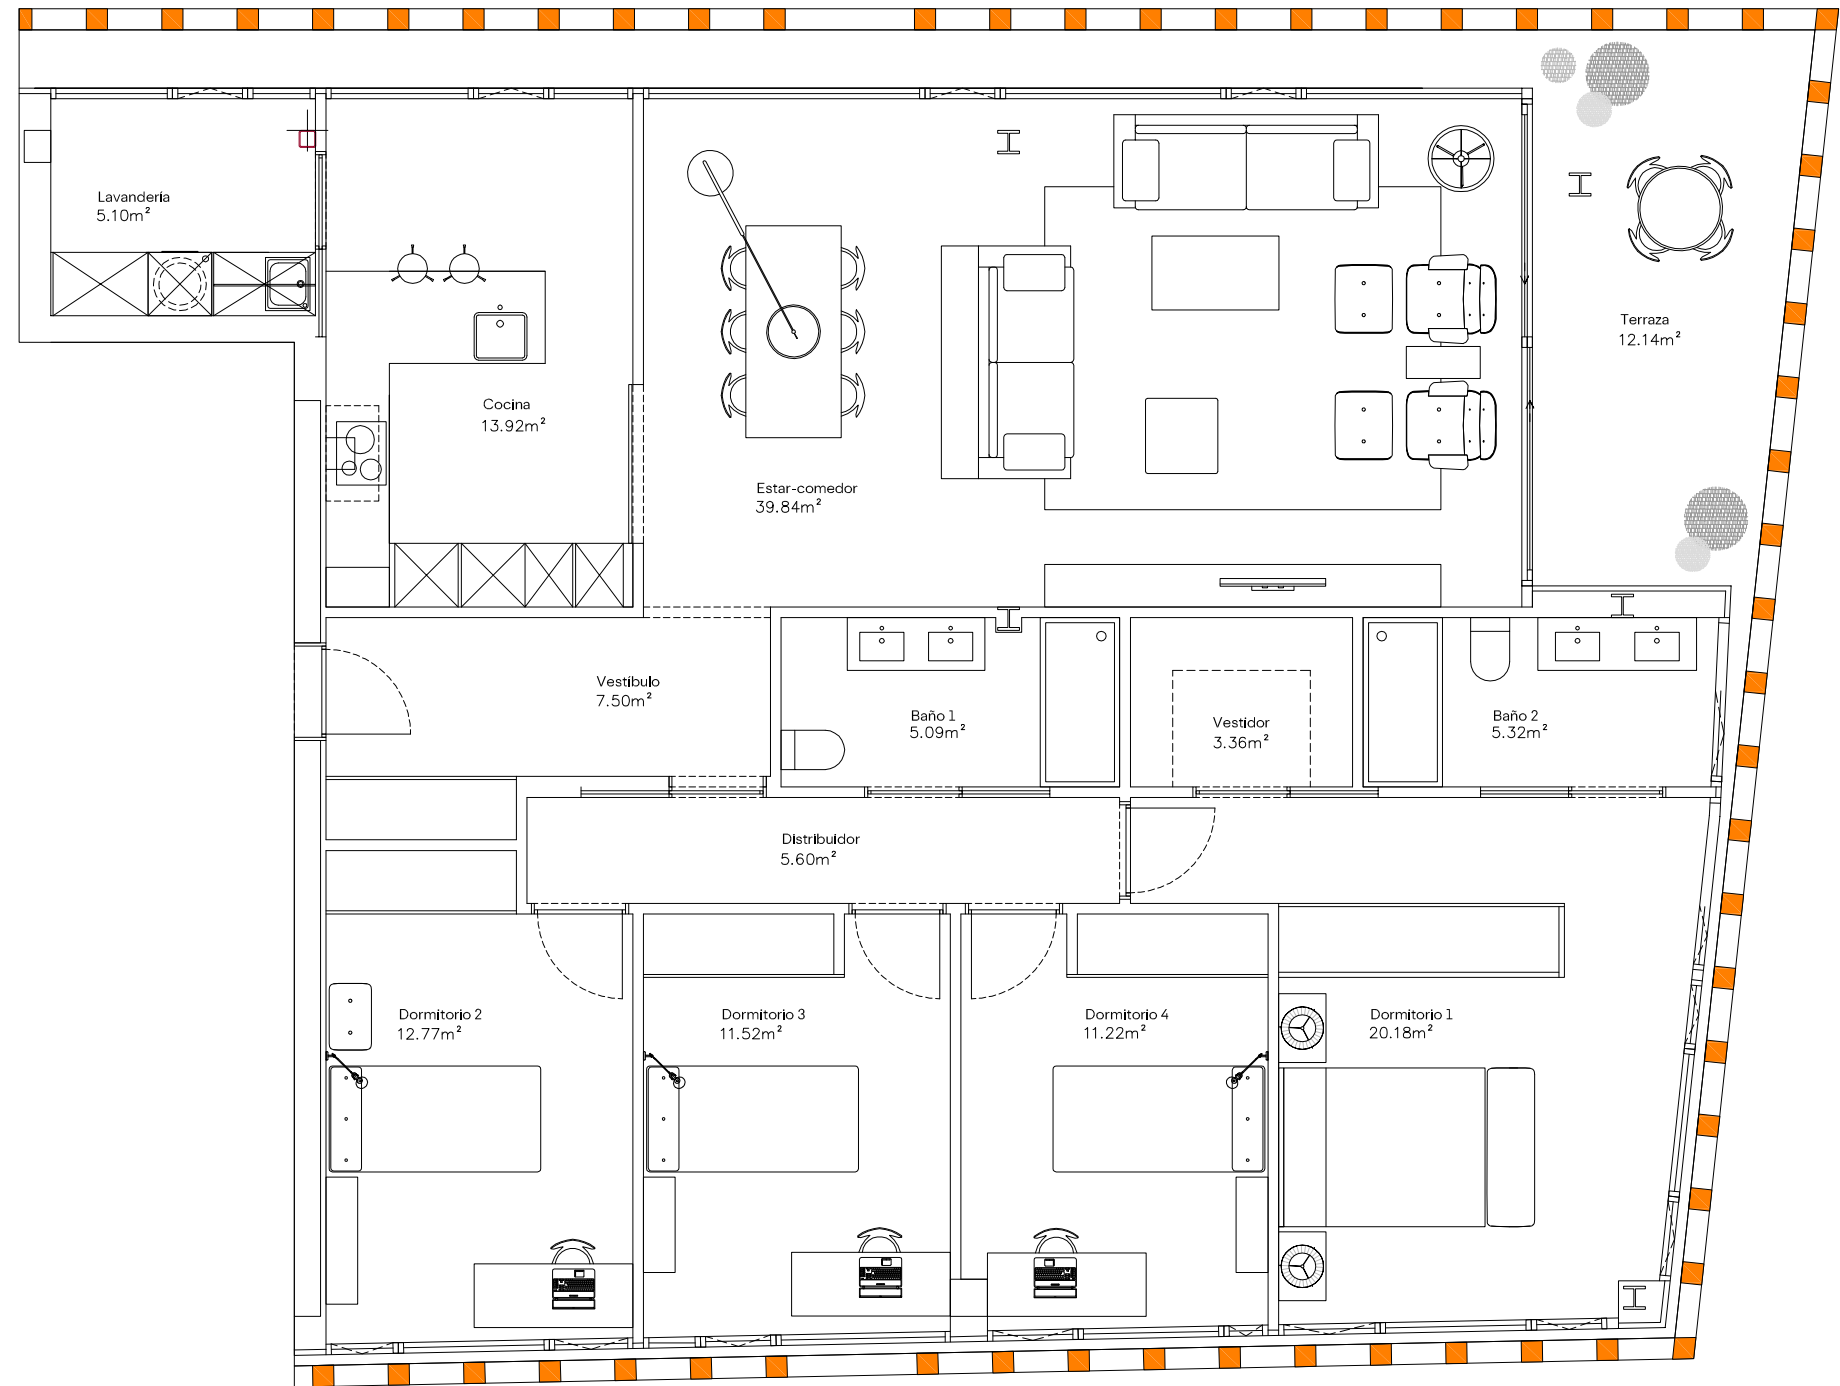 Lavandería
5.10m²
Cocina
13.92m²
Estar-comedor
39.84m²
Terraza
12.14m²
Vestíbulo
7.50m²
Baño 1
5.09m²
Vestidor
3.36m²
Baño 2
5.32m²
Distribuidor
5.60m²
Dormitorio 2
12.77m²
Dormitorio 3
11.52m²
Dormitorio 4
11.22m²
Dormitorio 1
20.18m²